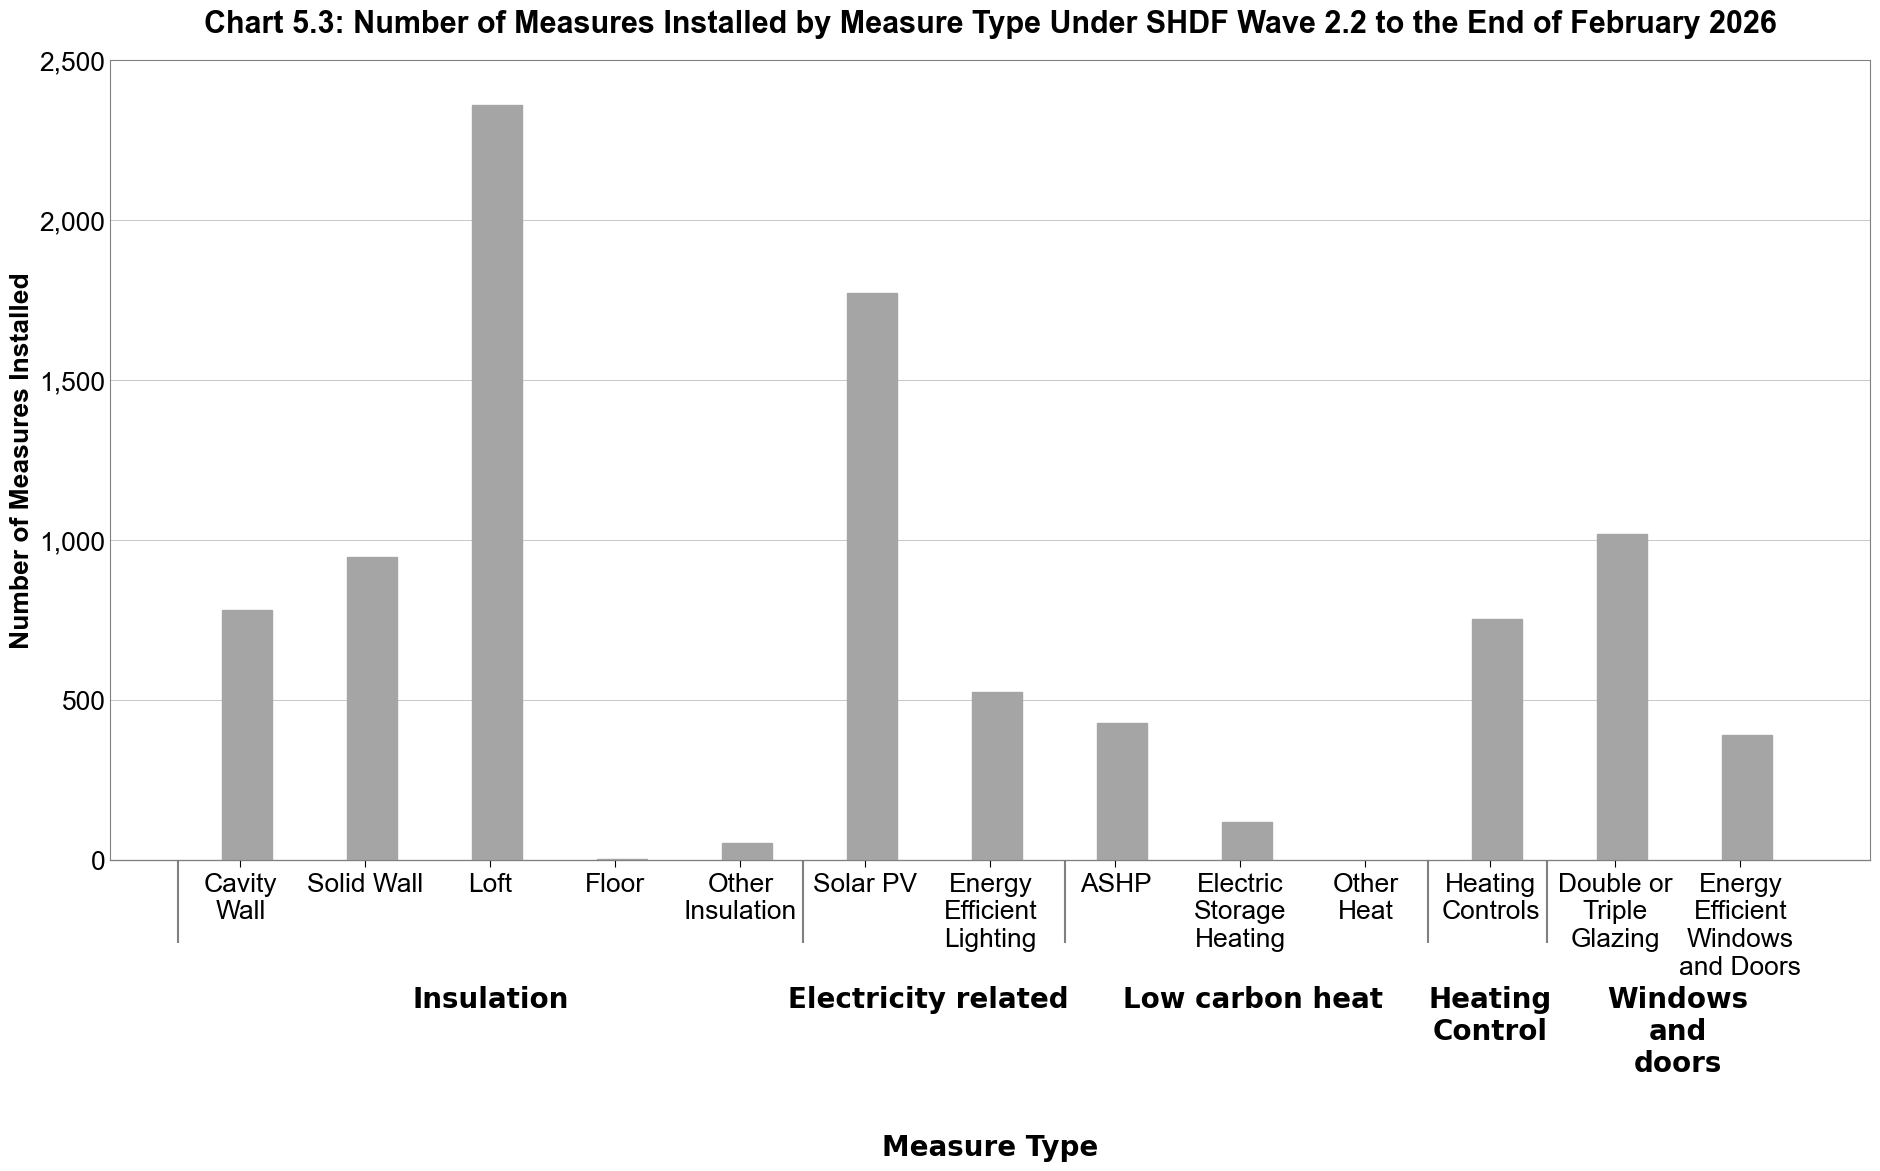 Chart 5.3: Number of Measures Installed by Measure Type Under SHDF Wave 2.2 to the End of February 2026
Number of Measures Installed
2,500
2,000
1,500
1,000
500
0
Cavity
Wall
Solid Wall
Loft
Floor
Other
Insulation
Solar PV
Energy
Efficient
Lighting
ASHP
Electric
Storage
Heating
Other
Heat
Heating
Controls
Double or
Triple
Glazing
Energy
Efficient
Windows
and Doors
Insulation
Electricity related
Low carbon heat
Heating
Control
Windows
and
doors
Measure Type